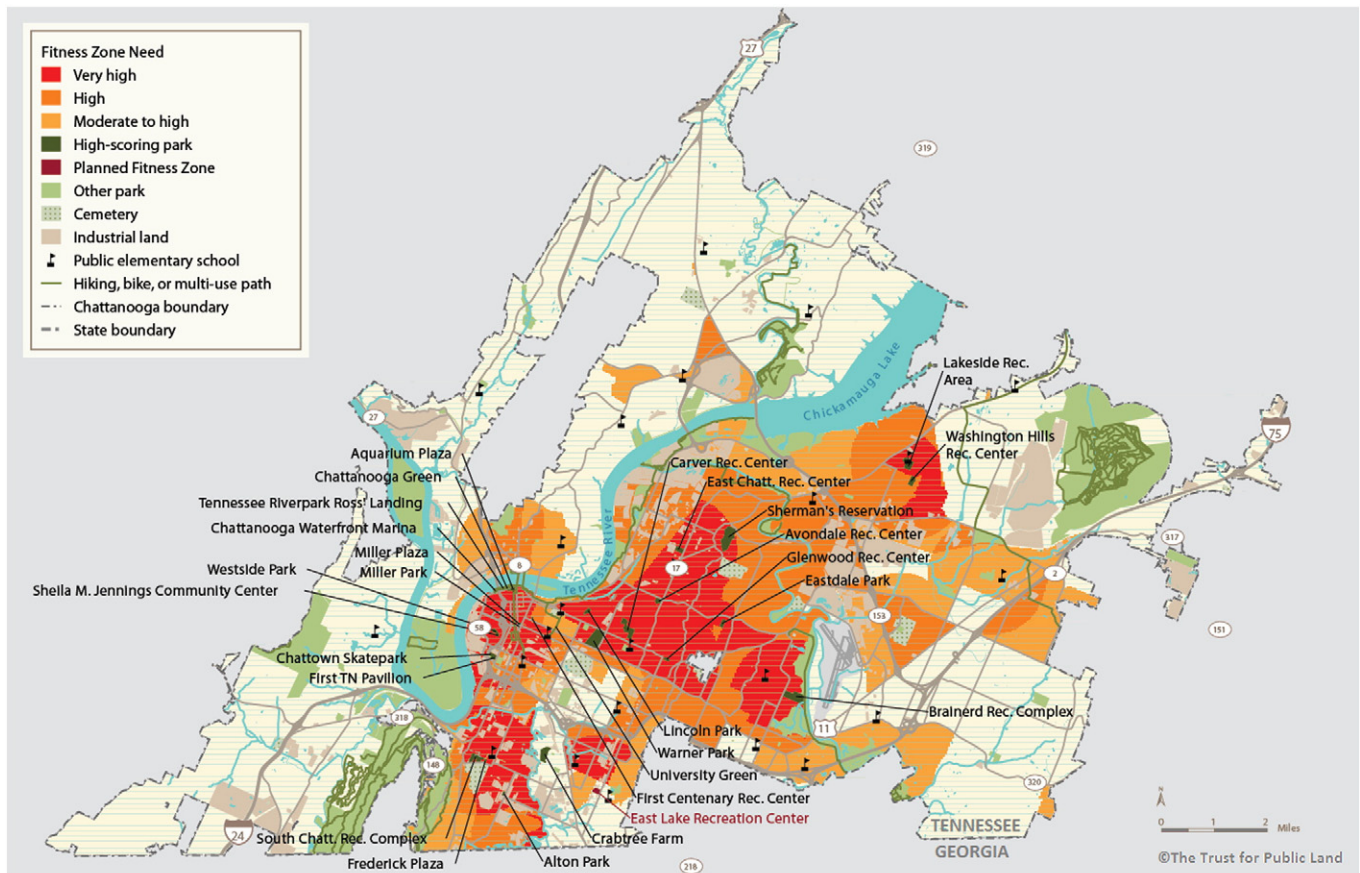 Fitness Zone Need
Very high
High
Moderate to high
High-scoring park
Planned Fitness Zone
Other park
Cemetery
Industrial land
Public elementary school
Hiking, bike, or multi-use path
Chattanooga boundary
State boundary
27
319
Chickamauga Lake
Lakeside Rec.
Area
75
27
Washington Hills
Rec. Center
Aquarium Plaza
Chattanooga Green
Carver Rec. Center
East Chatt. Rec. Center
Tennessee Riverpark Ross' Landing
Sherman's Reservation
Chattanooga Waterfront Marina
Avondale Rec. Center
317
Miller Plaza
Glenwood Rec. Center
Miller Park
8
Tennessee River
17
2
Westside Park
Eastdale Park
Sheila M. Jennings Community Center
153
58
151
Chattown Skatepark
First TN Pavilion
Brainerd Rec. Complex
318
11
Lincoln Park
Warner Park
148
University Green
320
First Centenary Rec. Center
East Lake Recreation Center
N
0 1 2 Miles
24
TENNESSEE
South Chatt. Rec. Complex
Crabtree Farm
GEORGIA
Frederick Plaza
Alton Park
218
©The Trust for Public Land